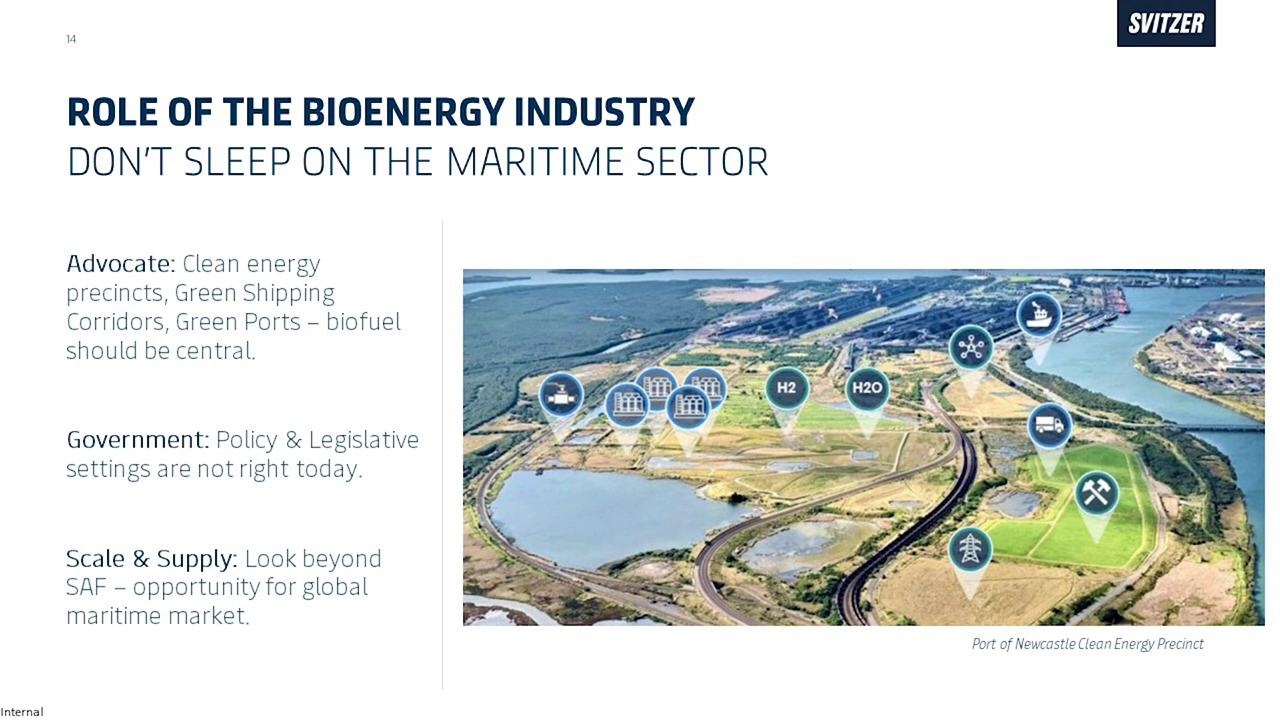 14
SVITZER
ROLE OF THE BIOENERGY INDUSTRY
DON'T SLEEP ON THE MARITIME SECTOR
Advocate: Clean energy
precincts, Green Shipping
Corridors, Green Ports – biofuel
should be central.
Government: Policy & Legislative
settings are not right today.
Scale & Supply: Look beyond
SAF – opportunity for global
maritime market.
H2
H2O
Port of Newcastle Clean Energy Precinct
Internal